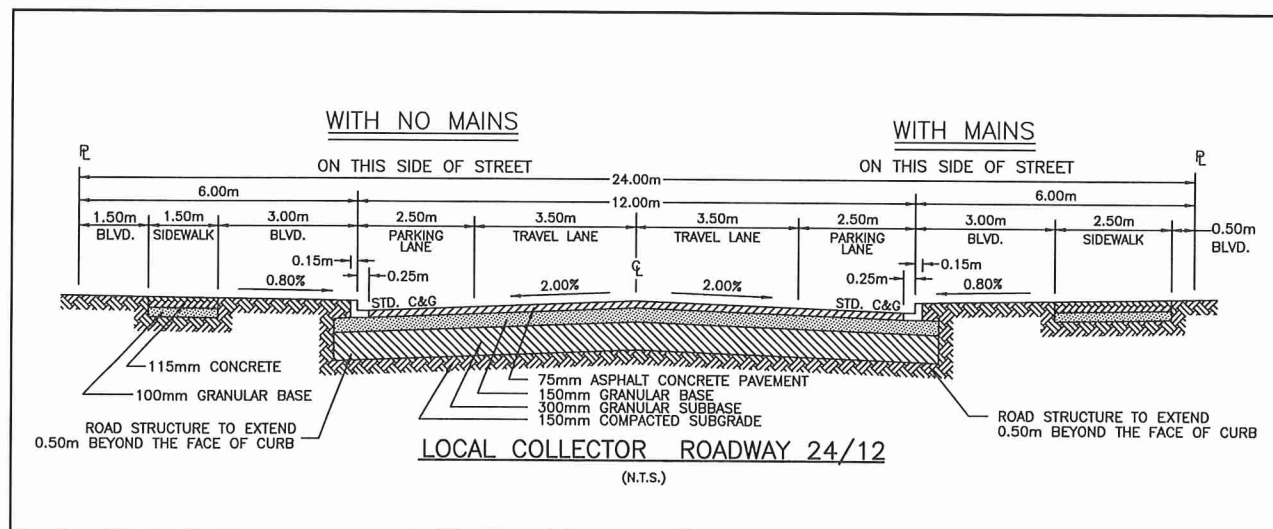 WITH NO MAINS
WITH MAINS
ON THIS SIDE OF STREET
ON THIS SIDE OF STREET
PL
PL
24.00m
6.00m
12.00m
6.00m
1.50m
1.50m
3.00m
2.50m
3.50m
3.50m
2.50m
3.00m
2.50m
0.50m
BLVD.
SIDEWALK
BLVD.
PARKING
LANE
TRAVEL LANE
TRAVEL LANE
PARKING
LANE
BLVD.
SIDEWALK
BLVD.
0.15m
0.25m
CL
0.15m
0.25m
0.80%
STD. C&G
2.00%
2.00%
STD. C&G
0.80%
115mm CONCRETE
100mm GRANULAR BASE
75mm ASPHALT CONCRETE PAVEMENT
150mm GRANULAR BASE
300mm GRANULAR SUBBASE
150mm COMPACTED SUBGRADE
ROAD STRUCTURE TO EXTEND
0.50m BEYOND THE FACE OF CURB
ROAD STRUCTURE TO EXTEND
0.50m BEYOND THE FACE OF CURB
LOCAL COLLECTOR ROADWAY 24/12
(N.T.S.)